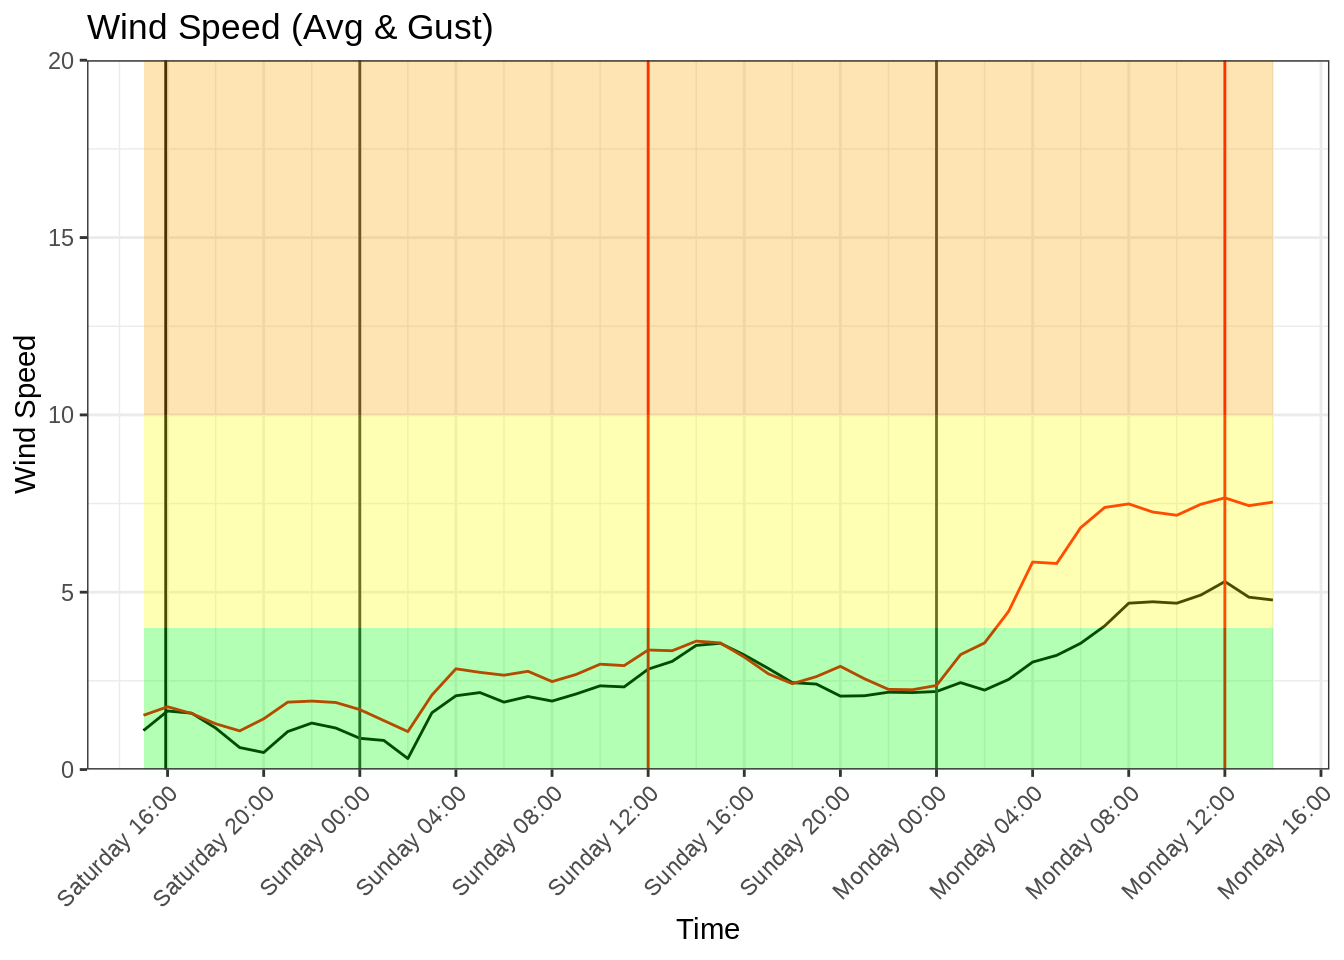 Wind Speed (Avg & Gust)
20
15
10
5
0
Wind Speed
Saturday 16:00
Saturday 20:00
Sunday 00:00
Sunday 04:00
Sunday 08:00
Sunday 12:00
Sunday 16:00
Sunday 20:00
Monday 00:00
Monday 04:00
Monday 08:00
Monday 12:00
Monday 16:00
Time